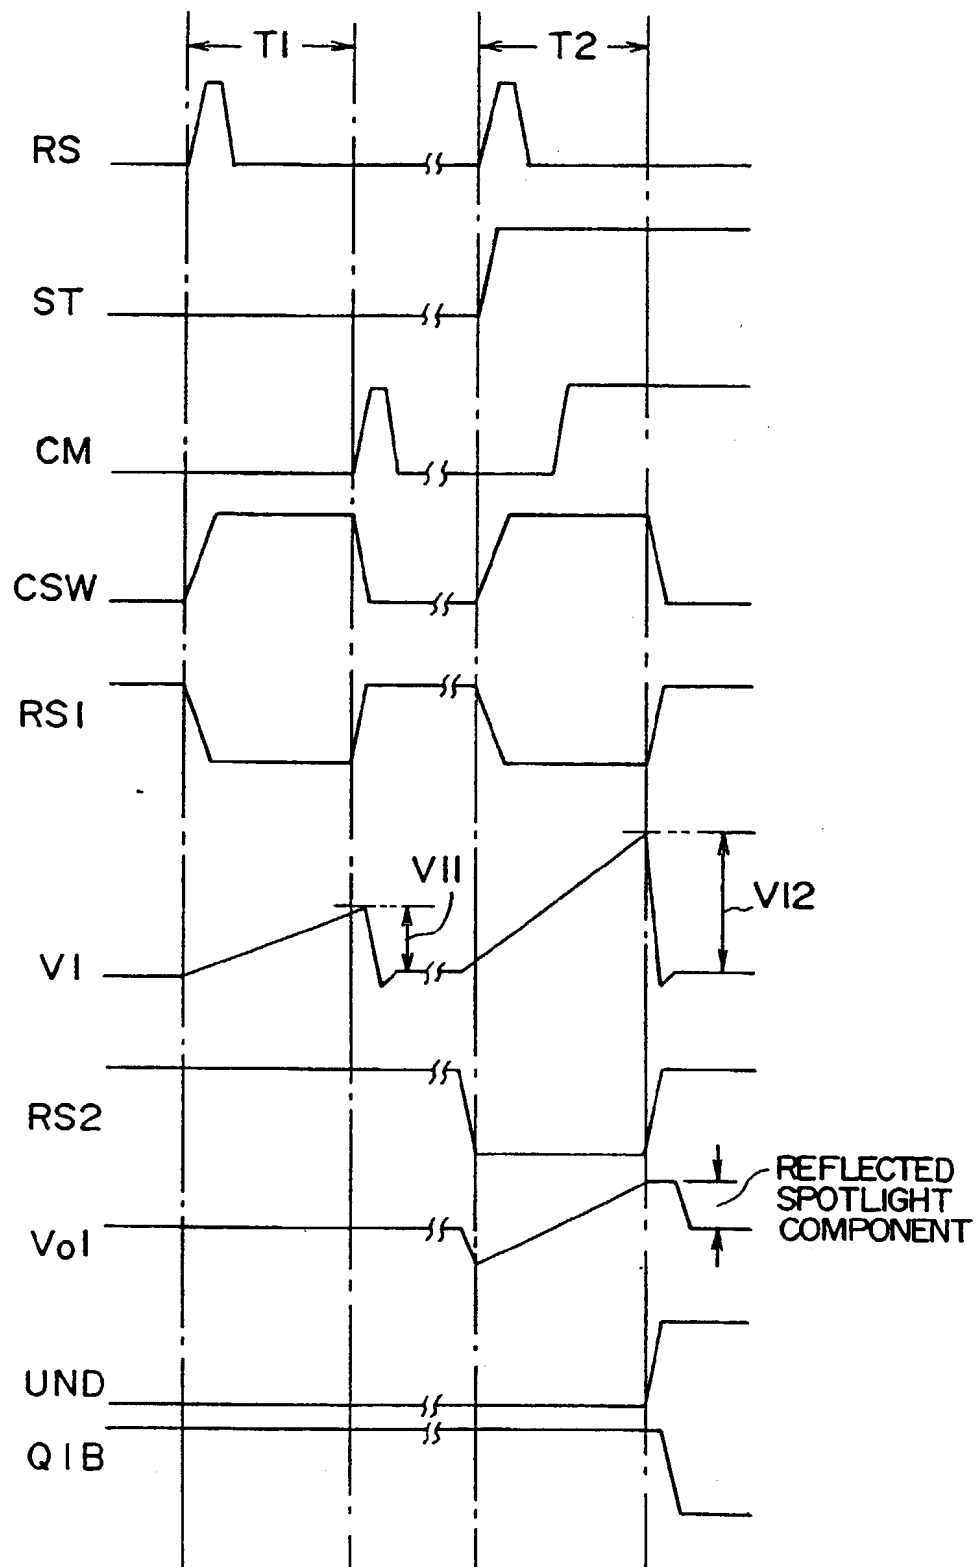 T1
T2
RS
ST
CM
CSW
RS1
V11
V12
V1
RS2
REFLECTED
SPOTLIGHT
COMPONENT
Vo1
UND
Q1B